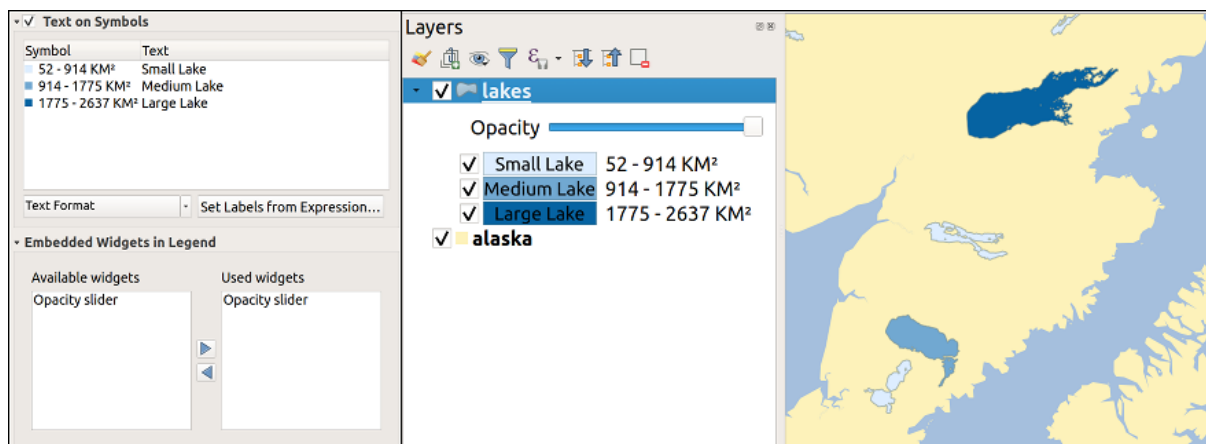 Text on Symbols
Symbol Text
52 - 914 KM² Small Lake
914 - 1775 KM² Medium Lake
1775 - 2637 KM² Large Lake
Text Format
Set Labels from Expression...
Embedded Widgets in Legend
Available widgets
Opacity slider
Used widgets
Opacity slider
Layers
lakes
Opacity
Small Lake 52 - 914 KM²
Medium Lake 914 - 1775 KM²
Large Lake 1775 - 2637 KM²
alaska